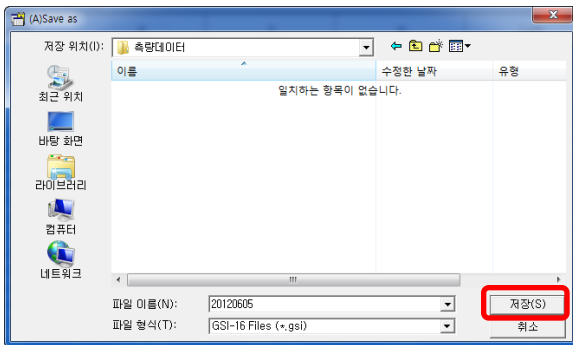 (A)Save as
저장 위치(I): 측량데이터
이름 수정한 날짜 유형
일치하는 항목이 없습니다.
최근 위치
바탕 화면
라이브러리
컴퓨터
네트워크
파일 이름(N): 20120605 저장(S)
파일 형식(T): GSI-16 Files (*.gsi) 취소